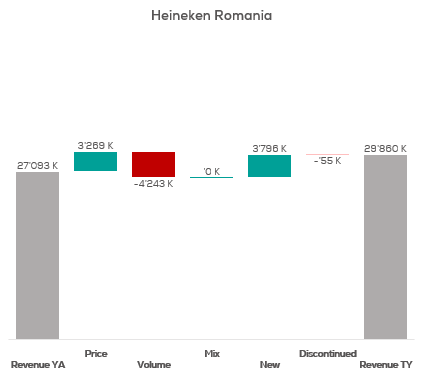 Heineken Romania
27'093 K
3'269 K
-4'243 K
'0 K
3'796 K
-'55 K
29'860 K
Revenue YA
Price
Volume
Mix
New
Discontinued
Revenue TY